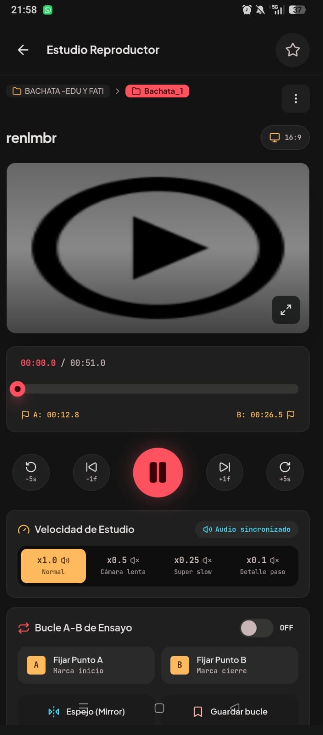 21:58
5G
37
Estudio Reproductor
BACHATA -EDU Y FATI > Bachata_1
renlmbr
16:9
00:00.0 / 00:51.0
A: 00:12.8
B: 00:26.5
-5s
-1f
+1f
+5s
Velocidad de Estudio
Audio sincronizado
x1.0 x0.5 x0.25 x0.1
Normal Cámara lenta Super slow Detalle paso
Bucle A-B de Ensayo
OFF
A Fijar Punto A
Marca inicio
B Fijar Punto B
Marca cierre
Espejo (Mirror)
Guardar bucle